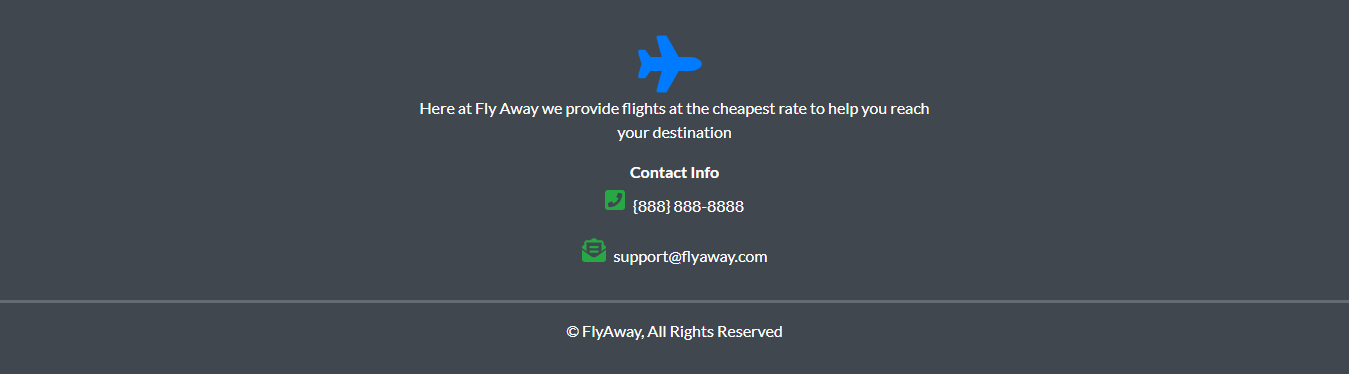 Here at Fly Away we provide flights at the cheapest rate to help you reach
your destination
Contact Info
{888} 888-8888
support@flyaway.com
© FlyAway, All Rights Reserved